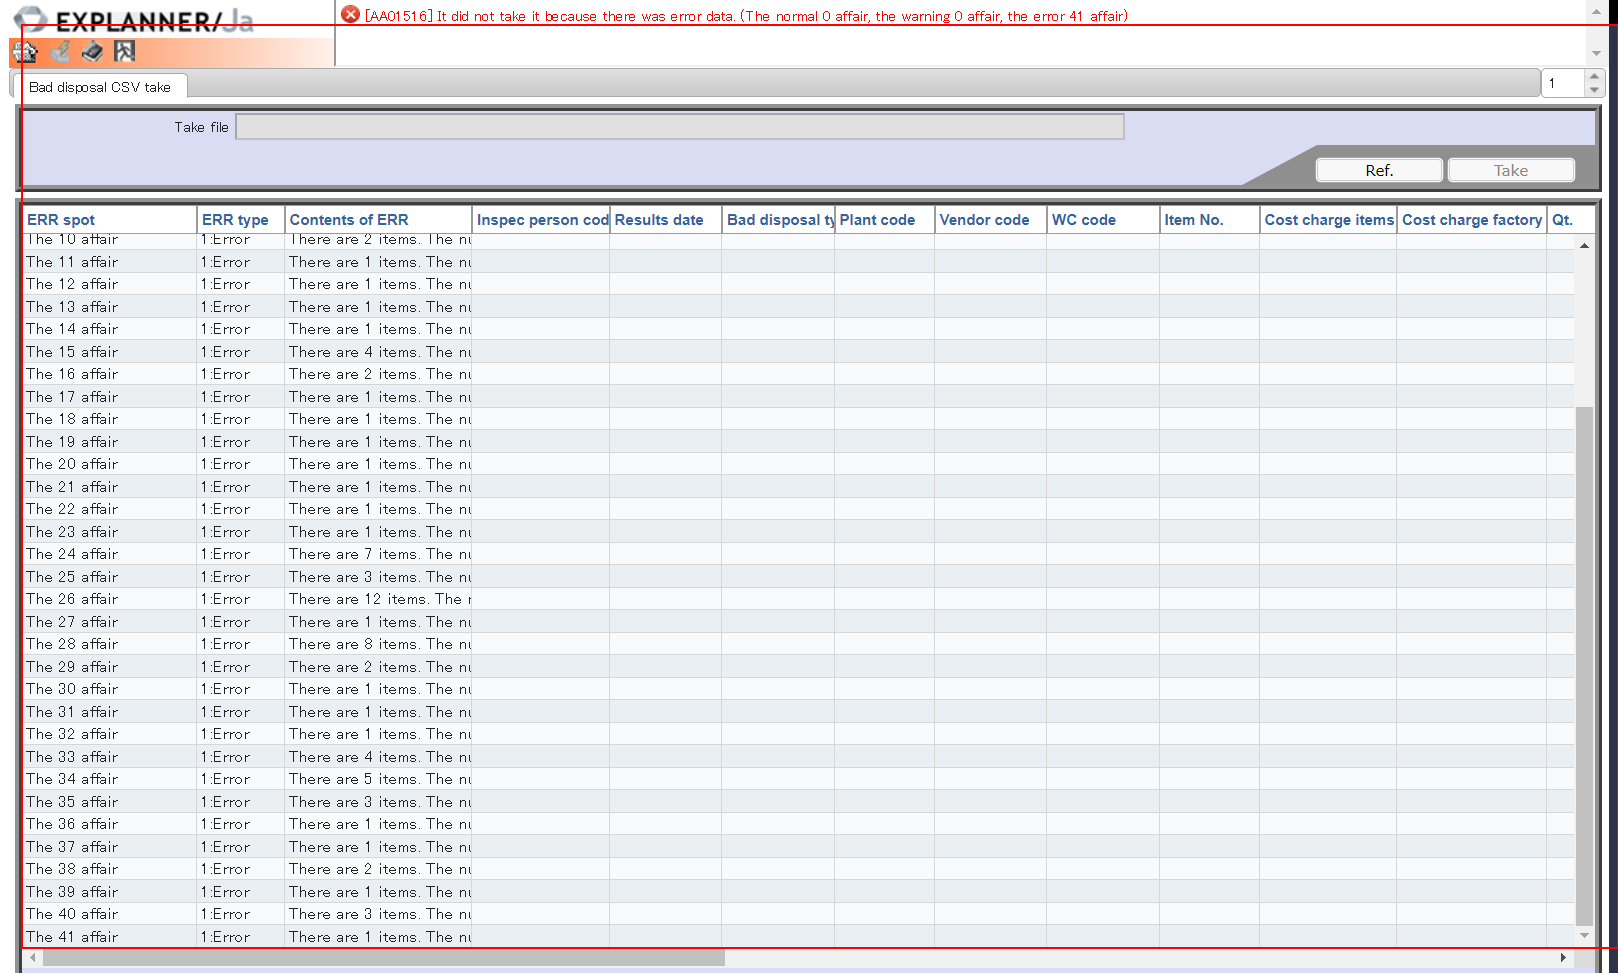 EXPLANNER/Ja
[AA01516] It did not take it because there was error data. (The normal 0 affair, the warning 0 affair, the error 41 affair)
Bad disposal CSV take
1
Take file
Ref. Take
ERR spot ERR type Contents of ERR Inspec person cod Results date Bad disposal ty Plant code Vendor code WC code Item No. Cost charge items Cost charge factory Qt.
The 10 affair 1:Error There are 2 items. The nu
The 11 affair 1:Error There are 1 items. The nu
The 12 affair 1:Error There are 1 items. The nu
The 13 affair 1:Error There are 1 items. The nu
The 14 affair 1:Error There are 1 items. The nu
The 15 affair 1:Error There are 4 items. The nu
The 16 affair 1:Error There are 2 items. The nu
The 17 affair 1:Error There are 1 items. The nu
The 18 affair 1:Error There are 1 items. The nu
The 19 affair 1:Error There are 1 items. The nu
The 20 affair 1:Error There are 1 items. The nu
The 21 affair 1:Error There are 1 items. The nu
The 22 affair 1:Error There are 1 items. The nu
The 23 affair 1:Error There are 1 items. The nu
The 24 affair 1:Error There are 7 items. The nu
The 25 affair 1:Error There are 3 items. The nu
The 26 affair 1:Error There are 12 items. The n
The 27 affair 1:Error There are 1 items. The nu
The 28 affair 1:Error There are 8 items. The nu
The 29 affair 1:Error There are 2 items. The nu
The 30 affair 1:Error There are 1 items. The nu
The 31 affair 1:Error There are 1 items. The nu
The 32 affair 1:Error There are 1 items. The nu
The 33 affair 1:Error There are 4 items. The nu
The 34 affair 1:Error There are 5 items. The nu
The 35 affair 1:Error There are 3 items. The nu
The 36 affair 1:Error There are 1 items. The nu
The 37 affair 1:Error There are 1 items. The nu
The 38 affair 1:Error There are 2 items. The nu
The 39 affair 1:Error There are 1 items. The nu
The 40 affair 1:Error There are 3 items. The nu
The 41 affair 1:Error There are 1 items. The nu